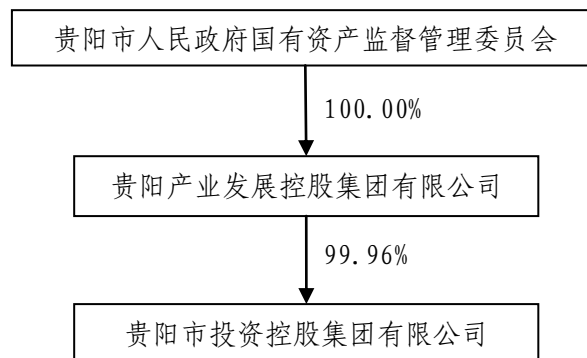 贵阳市人民政府国有资产监督管理委员会
100.00%
贵阳产业发展控股集团有限公司
99.96%
贵阳市投资控股集团有限公司